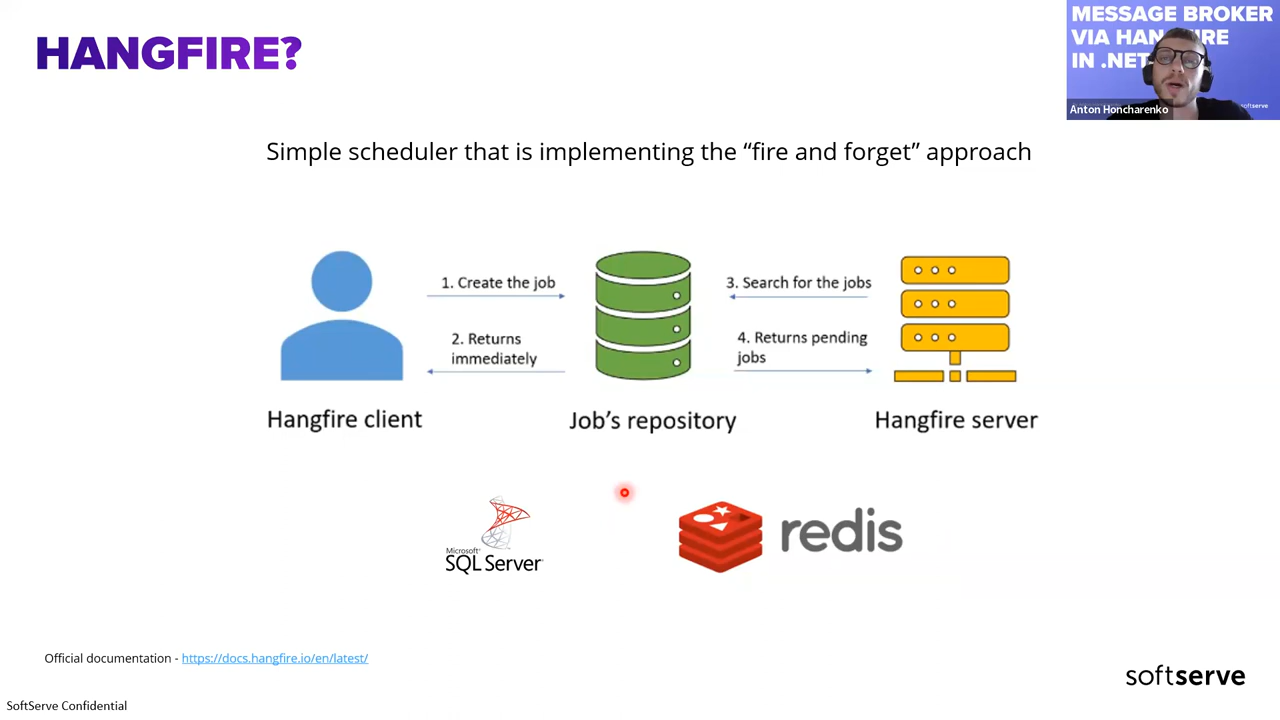 HANGFIRE?
MESSAGE BROKER
VIA HANGFIRE
IN .NET
softserve
Anton Honcharenko
Simple scheduler that is implementing the “fire and forget” approach
1. Create the job
2. Returns
immediately
3. Search for the jobs
4. Returns pending
jobs
Hangfire client
Job’s repository
Hangfire server
Microsoft®
SQL Server®
redis
Official documentation - https://docs.hangfire.io/en/latest/
softserve
SoftServe Confidential